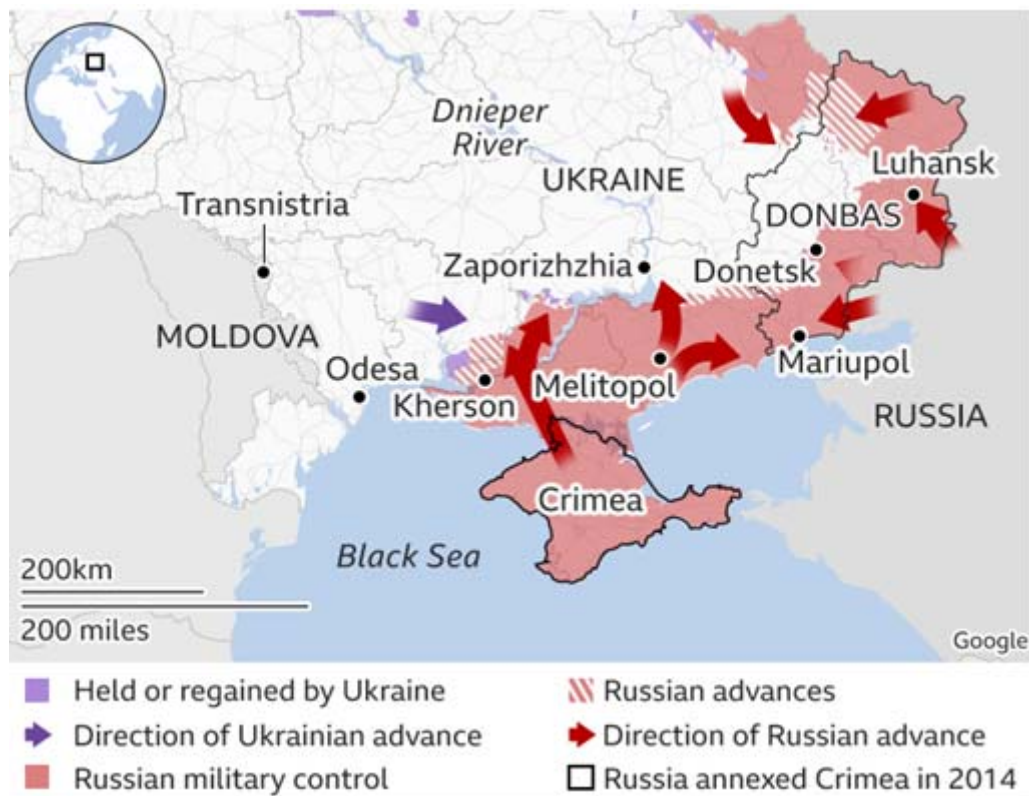 Dnieper
River
UKRAINE
Luhansk
Transnistria
DONBAS
Zaporizhzhia
Donetsk
MOLDOVA
Odesa
Kherson
Melitopol
Mariupol
RUSSIA
Crimea
Black Sea
200km
200 miles
Google
Held or regained by Ukraine
Russian advances
Direction of Ukrainian advance
Direction of Russian advance
Russian military control
Russia annexed Crimea in 2014